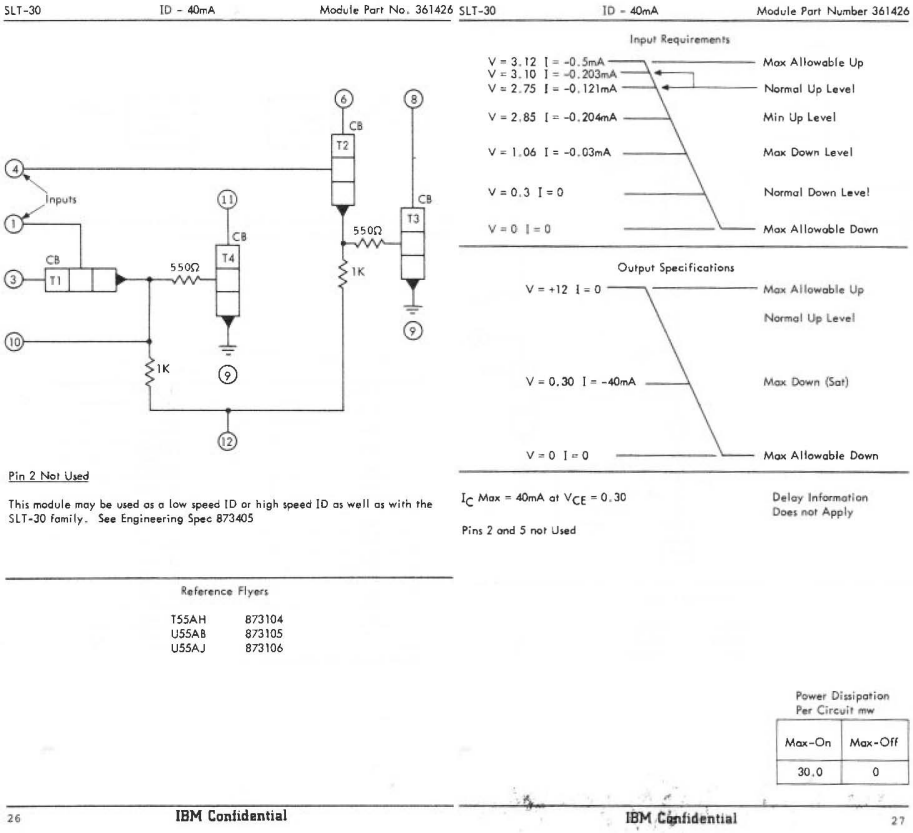 SLT-30 ID - 40mA Module Part No. 361426
6
8
CB
T2
4
Inputs
11
CB
T3
1
CB
550Ω
CB
T4
550Ω
1K
3
T1
10
9
1K
9
12
Pin 2 Not Used
This module may be used as a low speed ID or high speed ID as well as with the
SLT-30 family. See Engineering Spec 873405
Reference Flyers
T55AH 873104
U55AB 873105
U55AJ 873106
26 IBM Confidential
SLT-30 ID - 40mA Module Part Number 361426
Input Requirements
V = 3.12 I = -0.5mA Max Allowable Up
V = 3.10 I = -0.203mA
V = 2.75 I = -0.121mA Normal Up Level
V = 2.85 I = -0.204mA Min Up Level
V = 1.06 I = -0.03mA Max Down Level
V = 0.3 I = 0 Normal Down Level
V = 0 I = 0 Max Allowable Down
Output Specifications
V = +12 I = 0 Max Allowable Up
Normal Up Level
V = 0.30 I = -40mA Max Down (Sat)
V = 0 I = 0 Max Allowable Down
IC Max = 40mA at VCE = 0.30 Delay Information
Does not Apply
Pins 2 and 5 not Used
Power Dissipation
Per Circuit mw
Max-On Max-Off
30.0 0
IBM Confidential 27